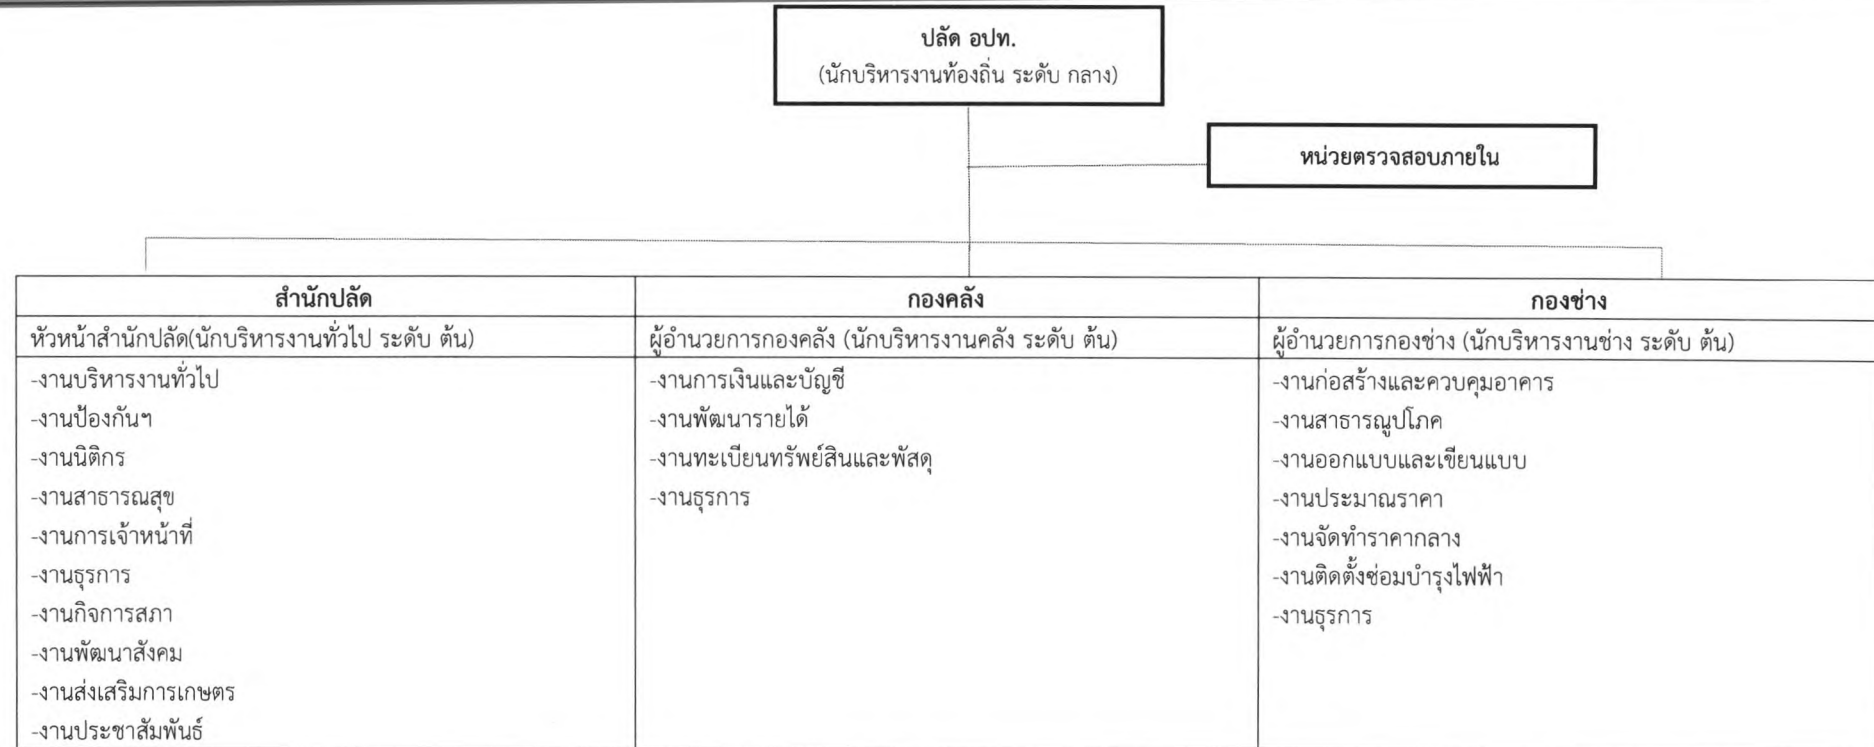 ปลัด อปท.
(นักบริหารงานท้องถิ่น ระดับ กลาง)
หน่วยตรวจสอบภายใน
สำนักปลัด
หัวหน้าสำนักปลัด(นักบริหารงานทั่วไป ระดับ ต้น)
-งานบริหารงานทั่วไป
-งานป้องกันฯ
-งานนิติกร
-งานสาธารณสุข
-งานการเจ้าหน้าที่
-งานธุรการ
-งานกิจการสภา
-งานพัฒนาสังคม
-งานส่งเสริมการเกษตร
-งานประชาสัมพันธ์
กองคลัง
ผู้อำนวยการกองคลัง (นักบริหารงานคลัง ระดับ ต้น)
-งานการเงินและบัญชี
-งานพัฒนารายได้
-งานทะเบียนทรัพย์สินและพัสดุ
-งานธุรการ
กองช่าง
ผู้อำนวยการกองช่าง (นักบริหารงานช่าง ระดับ ต้น)
-งานก่อสร้างและควบคุมอาคาร
-งานสาธารณูปโภค
-งานออกแบบและเขียนแบบ
-งานประมาณราคา
-งานจัดทำราคากลาง
-งานติดตั้งซ่อมบำรุงไฟฟ้า
-งานธุรการ